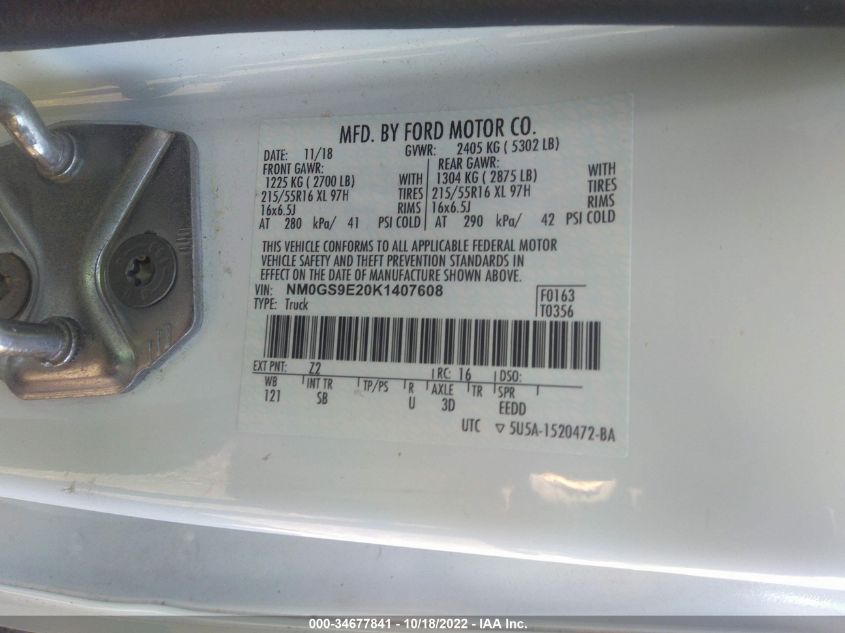 MFD. BY FORD MOTOR CO.
DATE: 11/18 GVWR: 2405 KG ( 5302 LB)
FRONT GAWR: REAR GAWR:
1225 KG ( 2700 LB) WITH 1304 KG ( 2875 LB) WITH
215/55R16 XL 97H TIRES 215/55R16 XL 97H TIRES
16x6.5J RIMS 16x6.5J RIMS
AT 280 kPa/ 41 PSI COLD AT 290 kPa/ 42 PSI COLD
THIS VEHICLE CONFORMS TO ALL APPLICABLE FEDERAL MOTOR
VEHICLE SAFETY AND THEFT PREVENTION STANDARDS IN
EFFECT ON THE DATE OF MANUFACTURE SHOWN ABOVE.
VIN: NM0GS9E20K1407608 F0163
TYPE: Truck T0356
EXT PNT: Z2 RC: 16 DSO:
WB INT TR TP/PS R AXLE TR SPR
121 SB U 3D EEDD
UTC ▽ 5U5A-1520472-BA
000-34677841 - 10/18/2022 - IAA Inc.